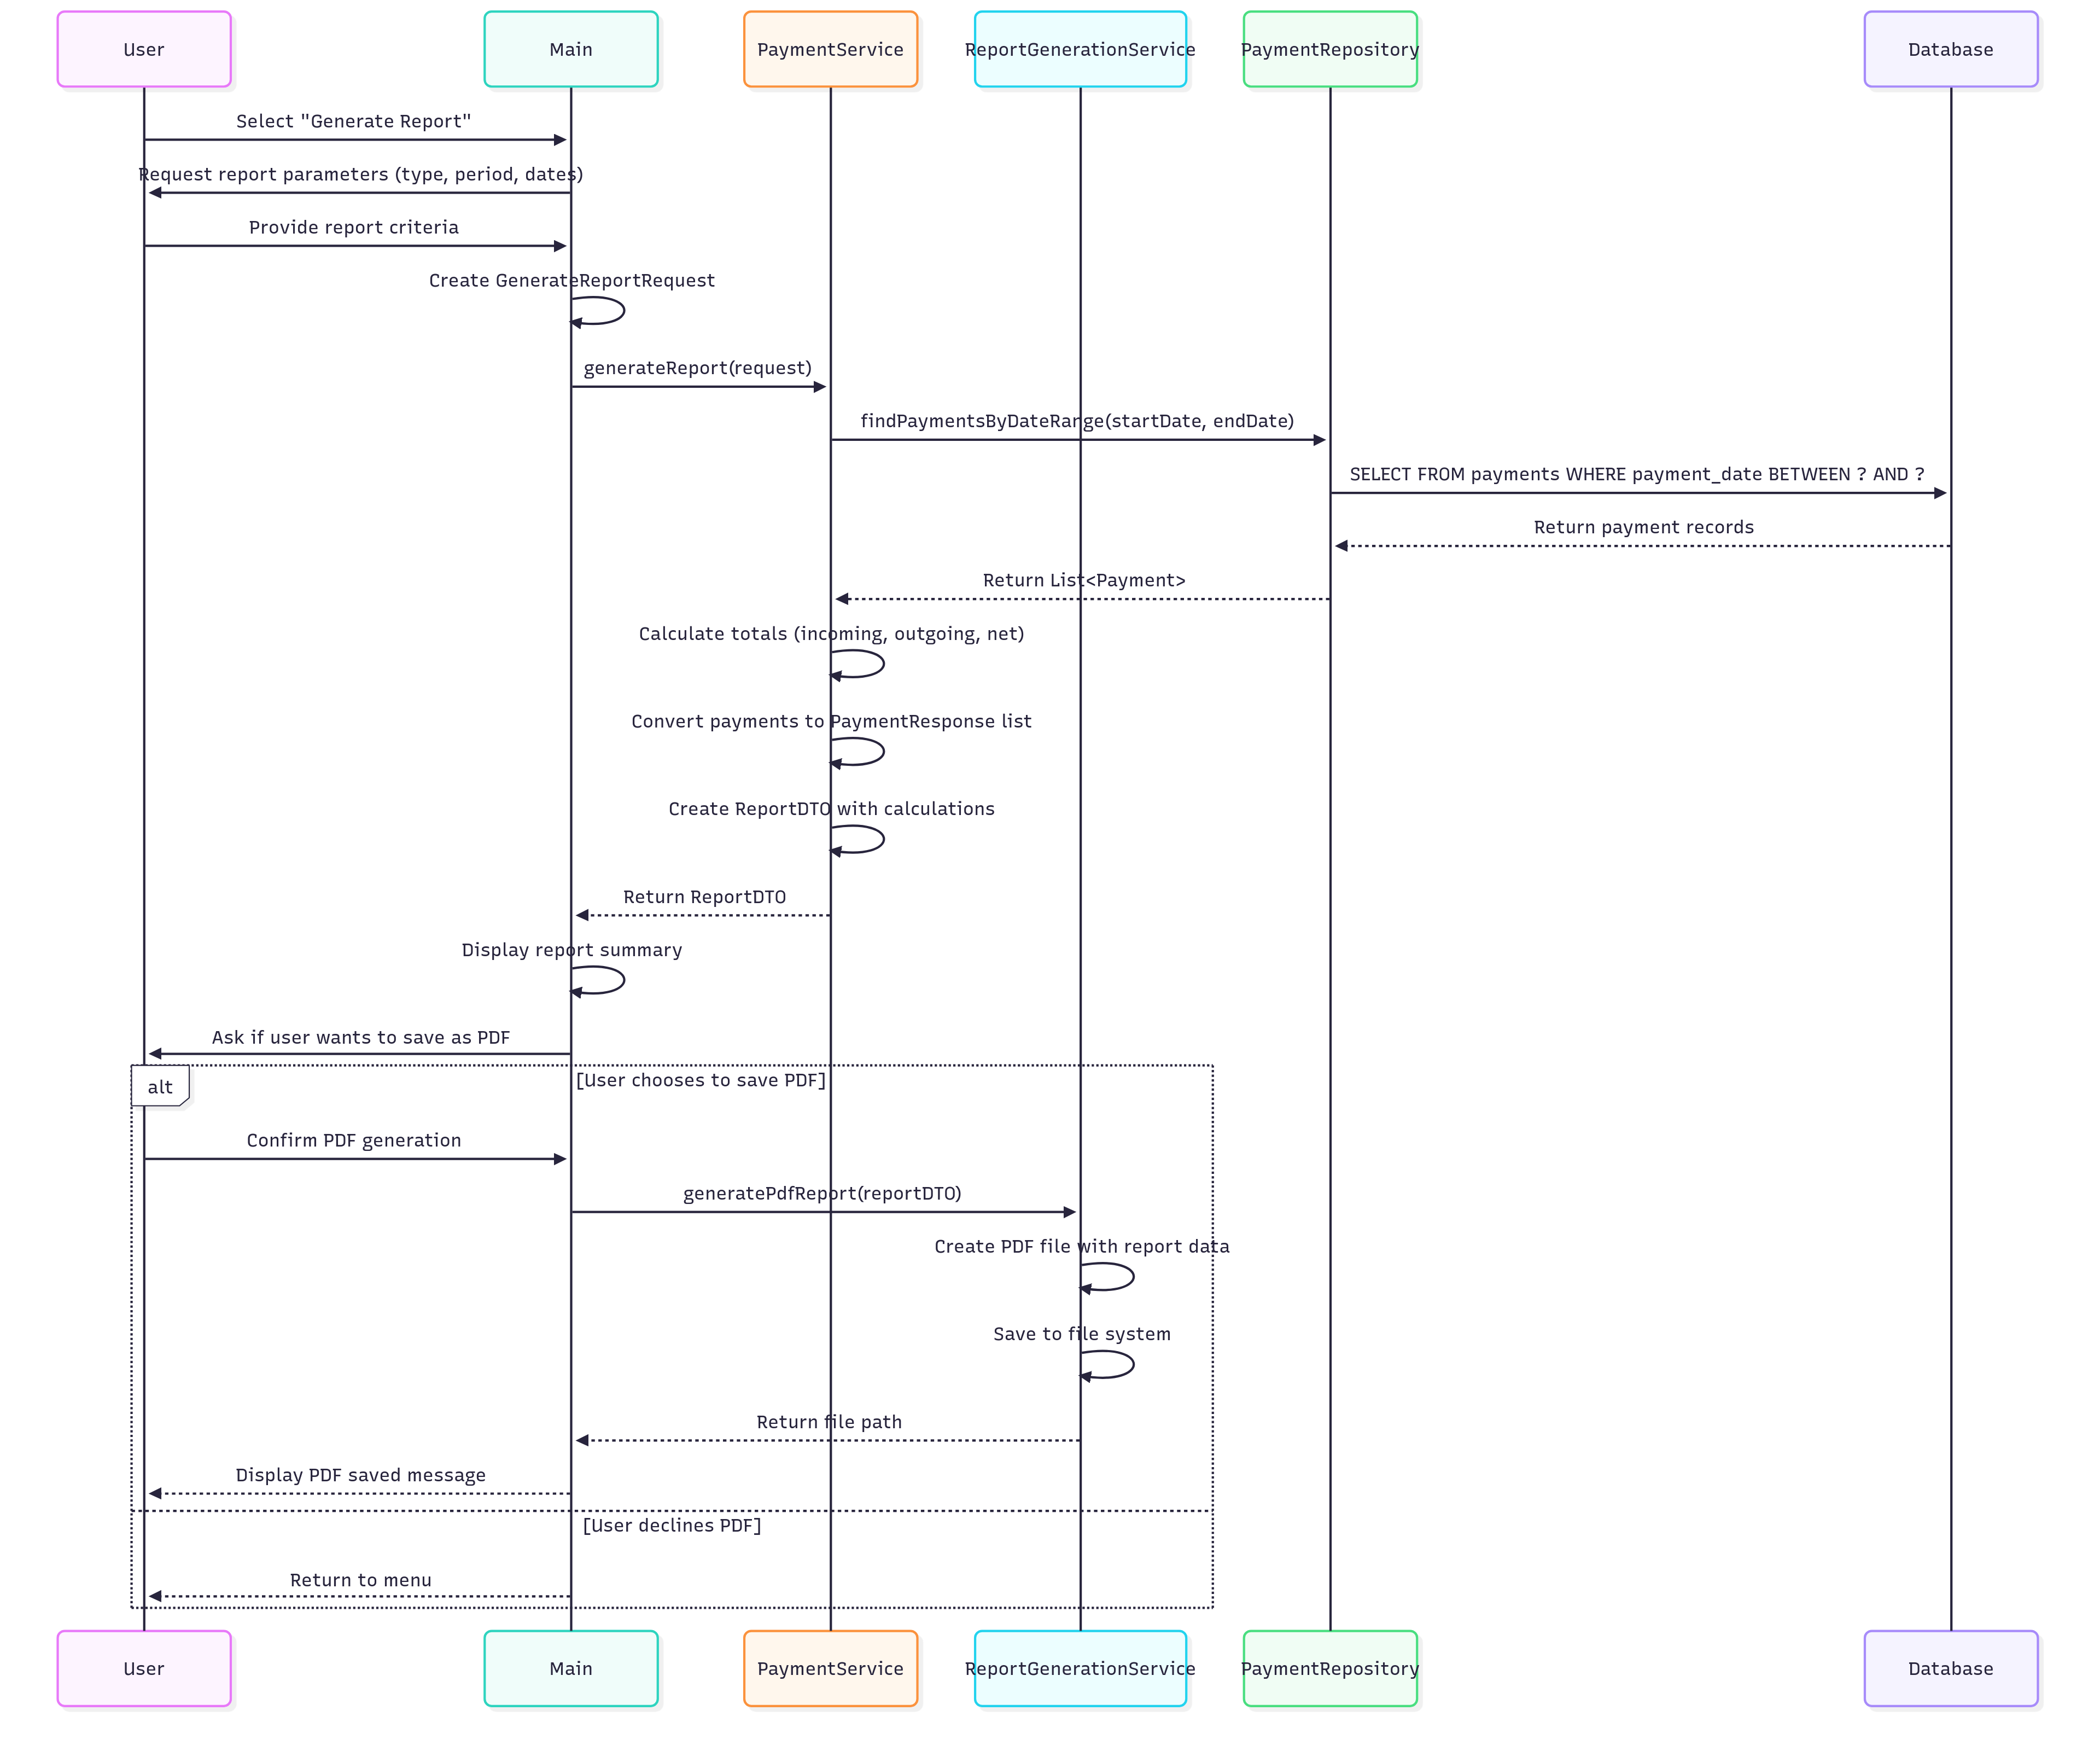 User
Main
PaymentService
ReportGenerationService
PaymentRepository
Database
Select "Generate Report"
Request report parameters (type, period, dates)
Provide report criteria
Create GenerateReportRequest
generateReport(request)
findPaymentsByDateRange(startDate, endDate)
SELECT FROM payments WHERE payment_date BETWEEN ? AND ?
Return payment records
Return List<Payment>
Calculate totals (incoming, outgoing, net)
Convert payments to PaymentResponse list
Create ReportDTO with calculations
Return ReportDTO
Display report summary
Ask if user wants to save as PDF
alt
[User chooses to save PDF]
Confirm PDF generation
generatePdfReport(reportDTO)
Create PDF file with report data
Save to file system
Return file path
Display PDF saved message
[User declines PDF]
Return to menu
User
Main
PaymentService
ReportGenerationService
PaymentRepository
Database